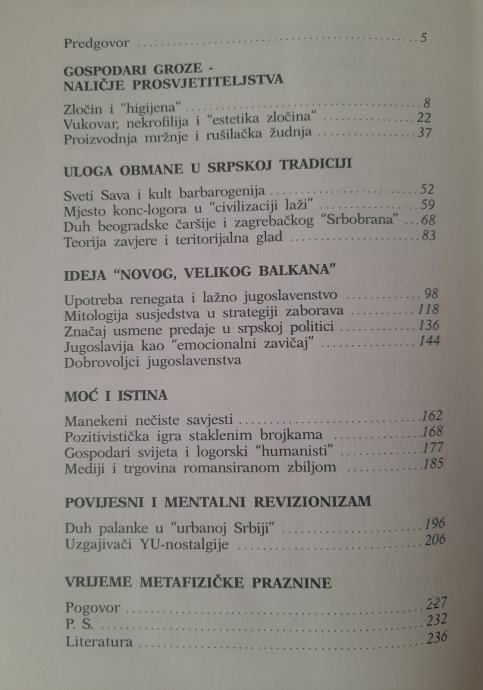 Predgovor ........................................ 5
GOSPODARI GROZE -
NALIČJE PROSVJETITELJSTVA
Zločin i "higijena" ................................ 8
Vukovar, nekrofilija i "estetika zločina" ............ 22
Proizvodnja mržnje i rušilačka žudnja ............. 37
ULOGA OBMANE U SRPSKOJ TRADICIJI
Sveti Sava i kult barbarogenija .................... 52
Mjesto konc-logora u "civilizaciji laži" ............. 59
Duh beogradske čaršije i zagrebačkog "Srbobrana" ... 68
Teorija zavjere i teritorijalna glad ................. 83
IDEJA "NOVOG, VELIKOG BALKANA"
Upotreba renegata i lažno jugoslavenstvo .......... 98
Mitologija susjedstva u strategiji zaborava ......... 118
Značaj usmene predaje u srpskoj politici .......... 136
Jugoslavija kao "emocionalni zavičaj" ............. 144
Dobrovoljci jugoslavenstva
MOĆ I ISTINA
Manekeni nečiste savjesti ......................... 162
Pozitivistička igra staklenim brojkama ............ 168
Gospodari svijeta i logorski "humanisti" ........... 177
Mediji i trgovina romansiranom zbiljom .......... 185
POVIJESNI I MENTALNI REVIZIONIZAM
Duh palanke u "urbanoj Srbiji" ................... 196
Uzgajivači YU-nostalgije ......................... 206
VRIJEME METAFIZIČKE PRAZNINE
Pogovor ........................................ 227
P. S. ............................................ 232
Literatura ....................................... 236